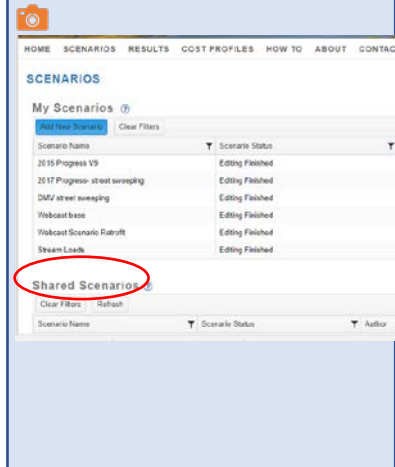 HOME SCENARIOS RESULTS COST PROFILES HOW TO ABOUT CONTAC
SCENARIOS
My Scenarios ?
Add New Scenario Clear Filters
Scenario Name Scenario Status
2015 Progress V9 Editing Finished
2017 Progress- street sweeping Editing Finished
DMV street sweeping Editing Finished
Webcast base Editing Finished
Webcast Scenario Retrofit Editing Finished
Stream Loads Editing Finished
Shared Scenarios ?
Clear Filters Refresh
Scenario Name Scenario Status Author